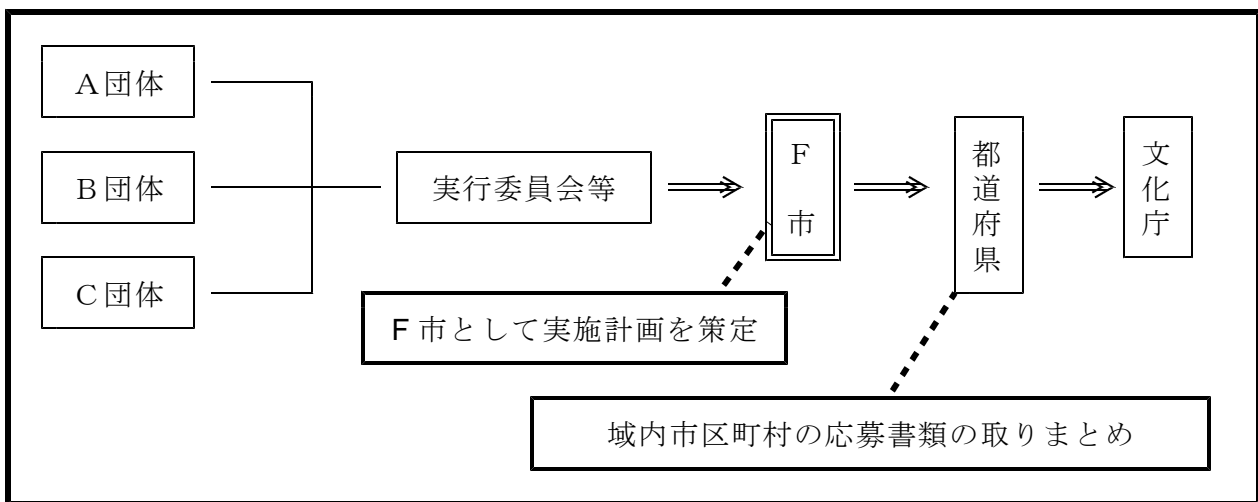 Ａ団体
Ｂ団体
Ｃ団体
実行委員会等
Ｆ市
都道府県
文化庁
Ｆ市として実施計画を策定
域内市区町村の応募書類の取りまとめ